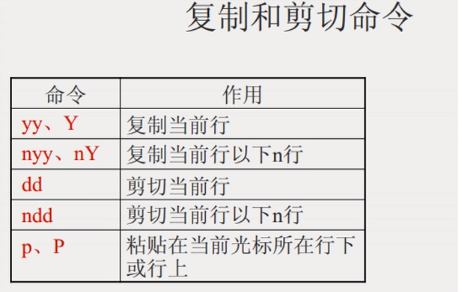 复制和剪切命令
命令 作用
yy、Y 复制当前行
nyy、nY 复制当前行以下n行
dd 剪切当前行
ndd 剪切当前行以下n行
p、P 粘贴在当前光标所在行下
或行上